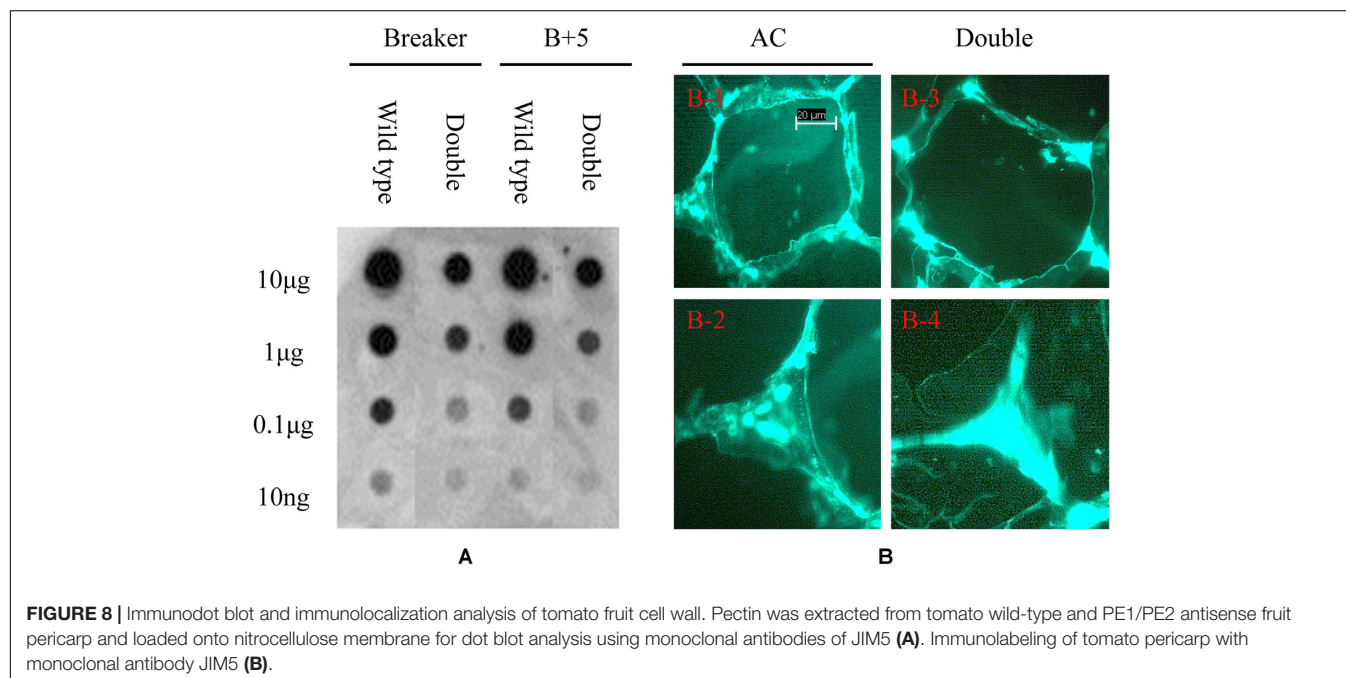 Breaker B+5 AC Double
Wild type Double Wild type Double
B-1 B-3
20 µm
10µg
1µg
B-2 B-4
0.1µg
10ng
A B
FIGURE 8 | Immunodot blot and immunolocalization analysis of tomato fruit cell wall. Pectin was extracted from tomato wild-type and PE1/PE2 antisense fruit
pericarp and loaded onto nitrocellulose membrane for dot blot analysis using monoclonal antibodies of JIM5 (A). Immunolabeling of tomato pericarp with
monoclonal antibody JIM5 (B).